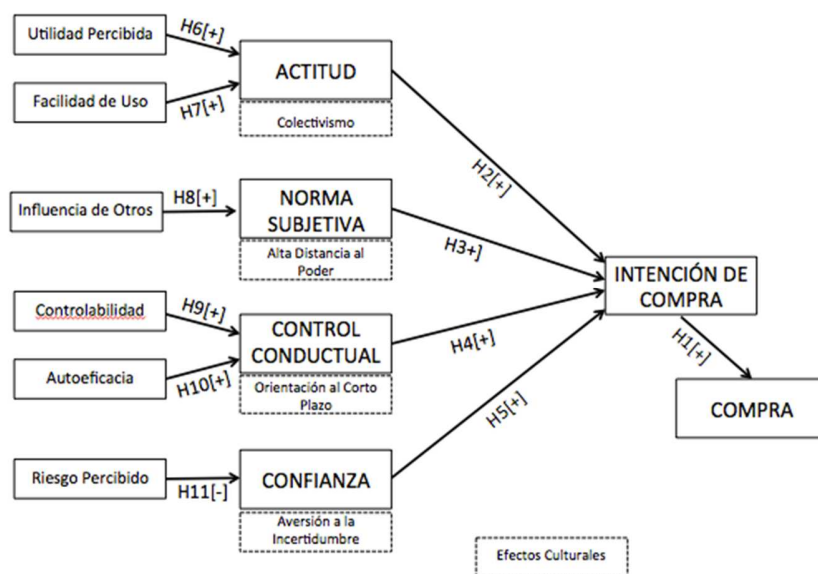 Utilidad Percibida
H6[+]
ACTITUD
Facilidad de Uso
H7[+]
Colectivismo
H2[+]
Influencia de Otros
H8[+]
NORMA
SUBJETIVA
Alta Distancia al
Poder
H3+]
INTENCIÓN DE
COMPRA
Controlabilidad
H9[+]
CONTROL
CONDUCTUAL
H4[+]
H1[+]
Autoeficacia
H10[+]
Orientación al Corto
Plazo
COMPRA
H5[+]
Riesgo Percibido
H11[-]
CONFIANZA
Aversión a la
Incertidumbre
Efectos Culturales